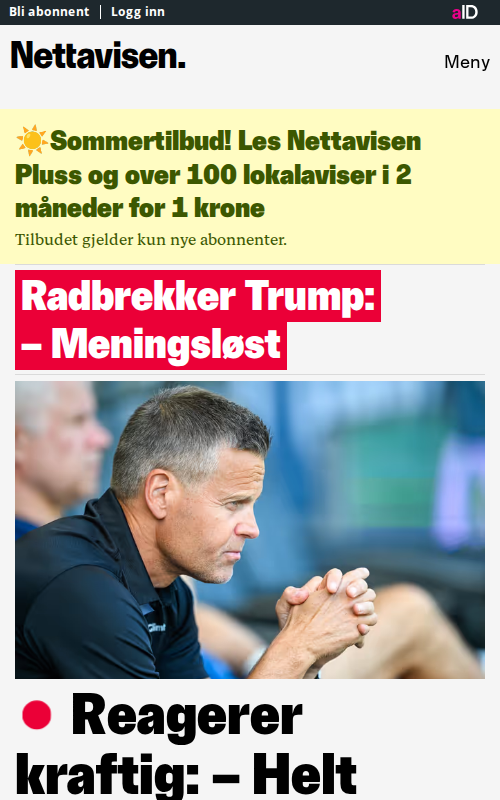 Bli abonnent | Logg inn
aID
Nettavisen.
Meny
☀️Sommertilbud! Les Nettavisen
Pluss og over 100 lokalaviser i 2
måneder for 1 krone
Tilbudet gjelder kun nye abonnenter.
Radbrekker Trump:
– Meningsløst
Reagerer
kraftig: – Helt